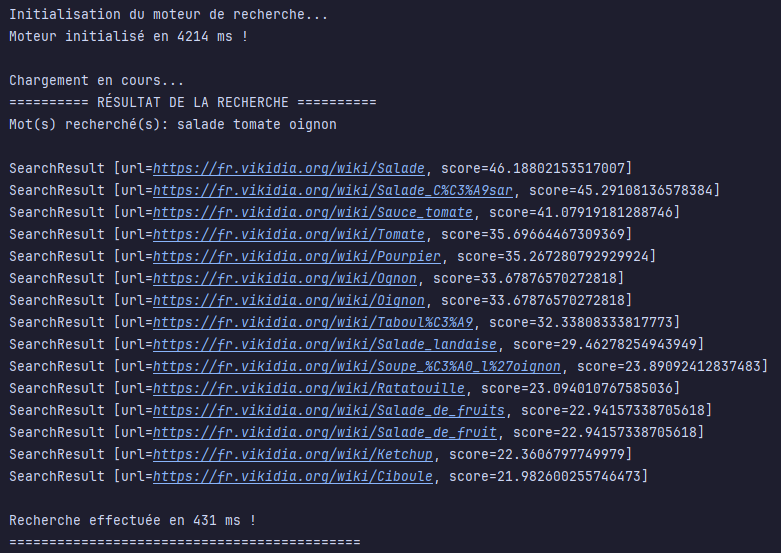 Initialisation du moteur de recherche...
Moteur initialisé en 4214 ms !
Chargement en cours...
========== RÉSULTAT DE LA RECHERCHE ==========
Mot(s) recherché(s): salade tomate oignon
SearchResult [url=https://fr.vikidia.org/wiki/Salade, score=46.18802153517007]
SearchResult [url=https://fr.vikidia.org/wiki/Salade_C%C3%A9sar, score=45.29108136578384]
SearchResult [url=https://fr.vikidia.org/wiki/Sauce_tomate, score=41.07919181288746]
SearchResult [url=https://fr.vikidia.org/wiki/Tomate, score=35.69664467309369]
SearchResult [url=https://fr.vikidia.org/wiki/Pourpier, score=35.267280792929924]
SearchResult [url=https://fr.vikidia.org/wiki/Ognon, score=33.67876570272818]
SearchResult [url=https://fr.vikidia.org/wiki/Oignon, score=33.67876570272818]
SearchResult [url=https://fr.vikidia.org/wiki/Taboul%C3%A9, score=32.33808333817773]
SearchResult [url=https://fr.vikidia.org/wiki/Salade_landaise, score=29.46278254943949]
SearchResult [url=https://fr.vikidia.org/wiki/Soupe_%C3%A0_l%27oignon, score=23.89092412837483]
SearchResult [url=https://fr.vikidia.org/wiki/Ratatouille, score=23.094010767585036]
SearchResult [url=https://fr.vikidia.org/wiki/Salade_de_fruits, score=22.94157338705618]
SearchResult [url=https://fr.vikidia.org/wiki/Salade_de_fruit, score=22.94157338705618]
SearchResult [url=https://fr.vikidia.org/wiki/Ketchup, score=22.3606797749979]
SearchResult [url=https://fr.vikidia.org/wiki/Ciboule, score=21.982600255746473]
Recherche effectuée en 431 ms !
============================================